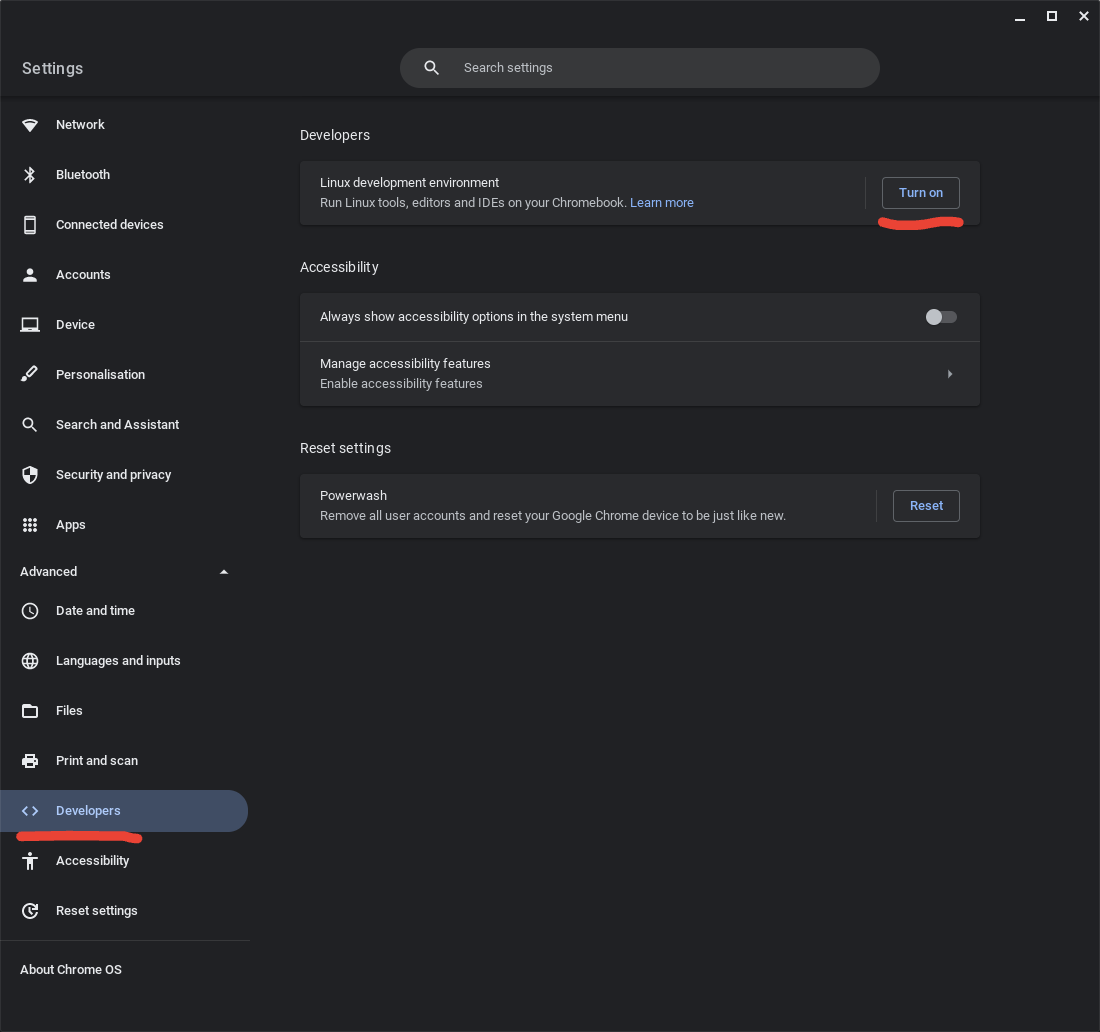 Settings
Search settings
Network
Bluetooth
Connected devices
Accounts
Device
Personalisation
Search and Assistant
Security and privacy
Apps
Advanced
Date and time
Languages and inputs
Files
Print and scan
Developers
Accessibility
Reset settings
About Chrome OS
Developers
Linux development environment
Run Linux tools, editors and IDEs on your Chromebook. Learn more
Turn on
Accessibility
Always show accessibility options in the system menu
Manage accessibility features
Enable accessibility features
Reset settings
Powerwash
Remove all user accounts and reset your Google Chrome device to be just like new.
Reset